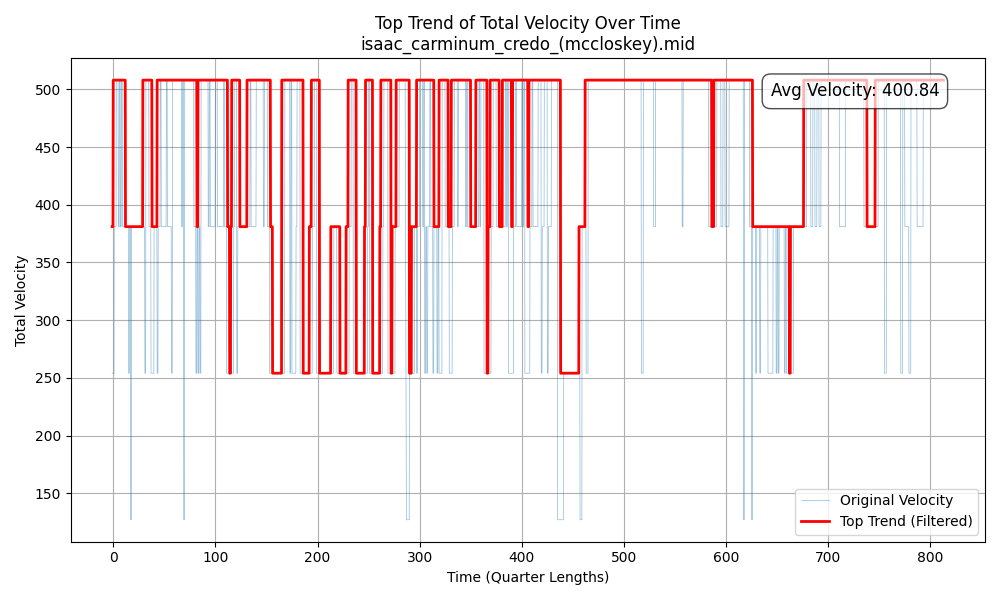 Top Trend of Total Velocity Over Time
isaac_carminum_credo_(mccloskey).mid
Total Velocity
500
450
400
350
300
250
200
150
Avg Velocity: 400.84
Original Velocity
Top Trend (Filtered)
0 100 200 300 400 500 600 700 800
Time (Quarter Lengths)